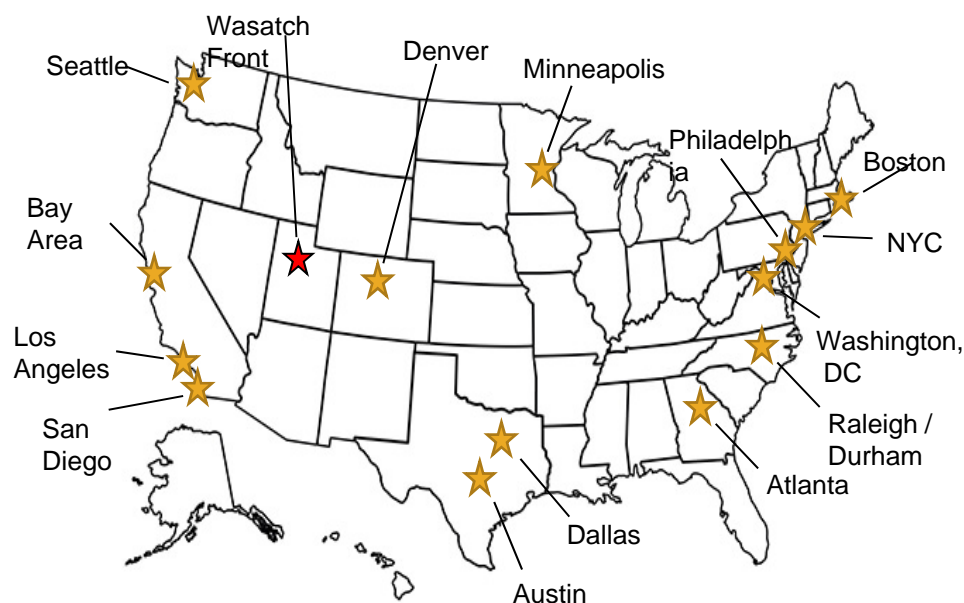 Wasatch
Front
Seattle
Denver
Minneapolis
Philadelph
ia
Boston
Bay
Area
NYC
Los
Angeles
Washington,
DC
San
Diego
Raleigh /
Durham
Atlanta
Dallas
Austin